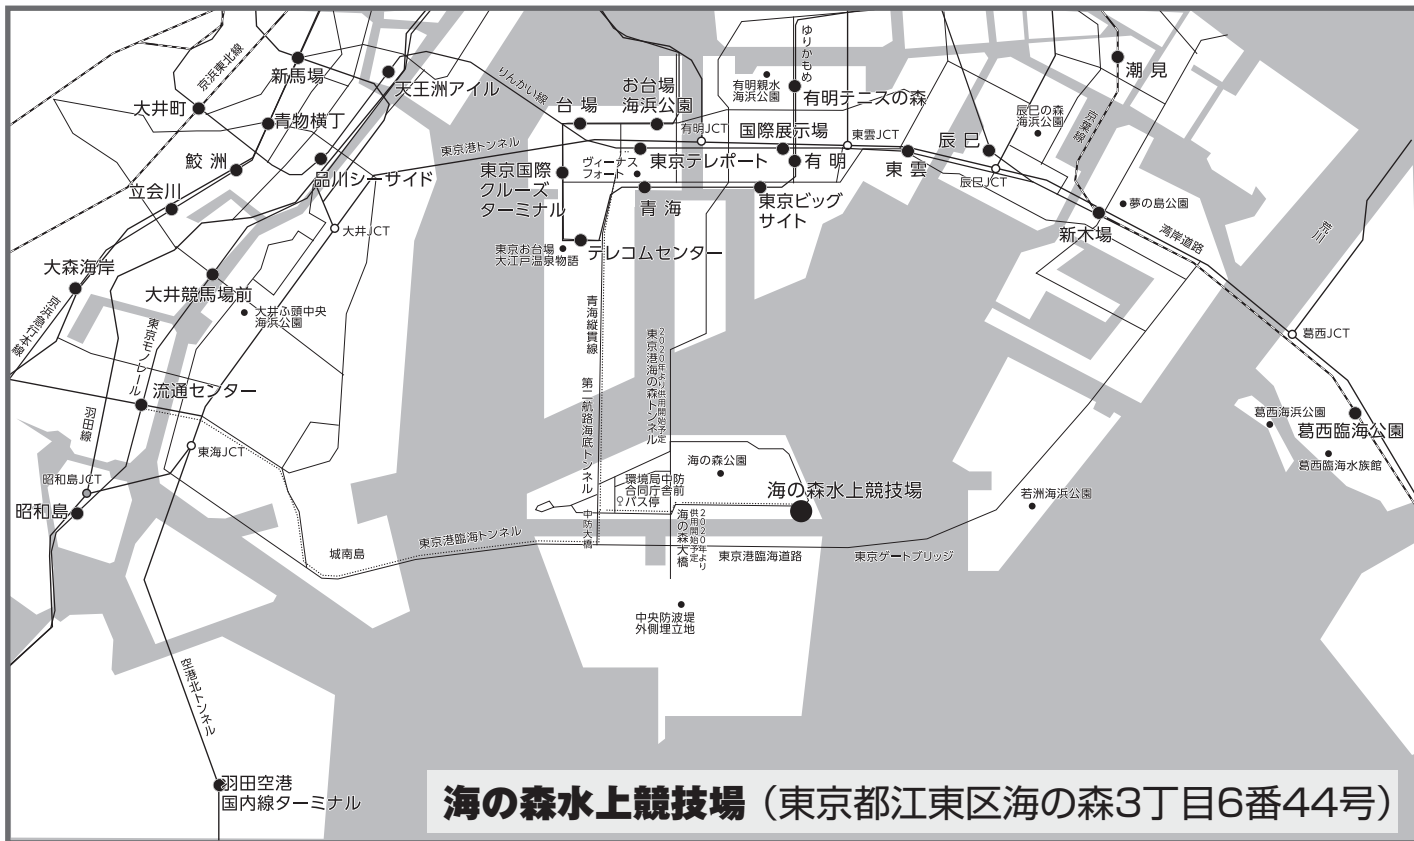 京浜東北線
新馬場
天王洲アイル
大井町
青物横丁
鮫洲
品川シーサイド
立会川
大井JCT
大森海岸
大井競馬場前
大井ふ頭中央
海浜公園
京浜急行本線
東京モノレール
流通センター
羽田線
東海JCT
昭和島JCT
昭和島
城南島
空港北トンネル
羽田空港
国内線ターミナル
りんかい線
東京港トンネル
台場
お台場
海浜公園
有明JCT
有明親水
海浜公園
ゆりかもめ
有明テニスの森
国際展示場
東雲JCT
東京国際
クルーズ
ターミナル
ヴィーナス
フォート
東京テレポート
有明
東雲
青海
東京ビッグ
サイト
東京お台場
大江戸温泉物語
テレコムセンター
青海縦貫線
第二航路海底トンネル
2020年より供用開始予定
東京港海の森トンネル
潮見
京葉線
辰巳の森
海浜公園
辰巳
辰巳JCT
夢の島公園
新木場
湾岸道路
荒川
葛西JCT
葛西海浜公園
葛西臨海公園
葛西臨海水族館
若洲海浜公園
海の森公園
環境局中防
合同庁舎前
バス停
海の森水上競技場
中防大橋
2020年より
供用開始予定
海の森大橋
東京港臨海トンネル
東京港臨海道路
東京ゲートブリッジ
中央防波堤
外側埋立地
海の森水上競技場（東京都江東区海の森3丁目6番44号）